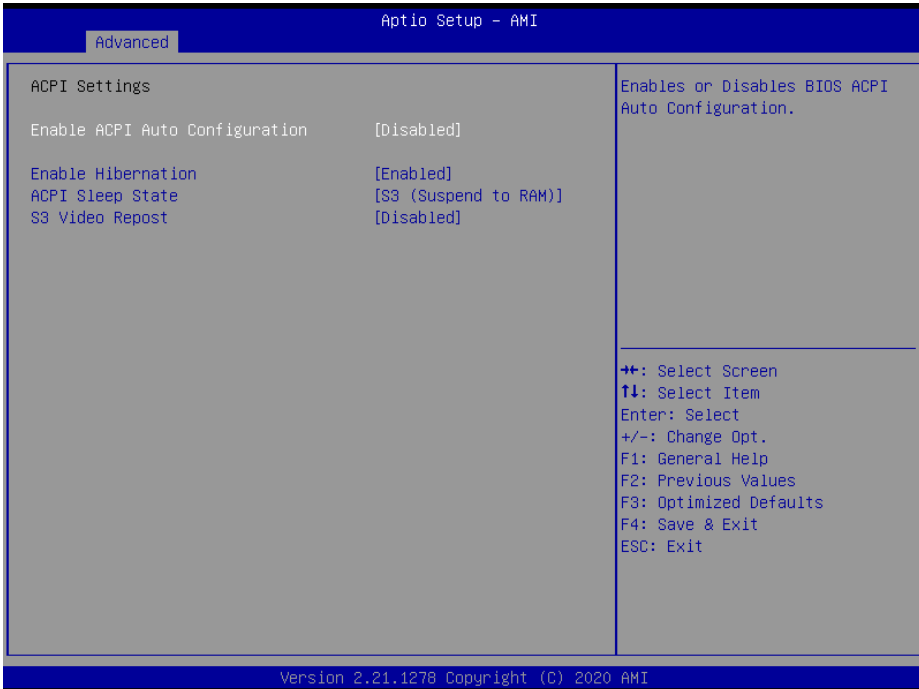 Aptio Setup – AMI
Advanced
ACPI Settings
Enable ACPI Auto Configuration [Disabled]
Enable Hibernation [Enabled]
ACPI Sleep State [S3 (Suspend to RAM)]
S3 Video Repost [Disabled]
Enables or Disables BIOS ACPI
Auto Configuration.
→←: Select Screen
↑↓: Select Item
Enter: Select
+/-: Change Opt.
F1: General Help
F2: Previous Values
F3: Optimized Defaults
F4: Save & Exit
ESC: Exit
Version 2.21.1278 Copyright (C) 2020 AMI